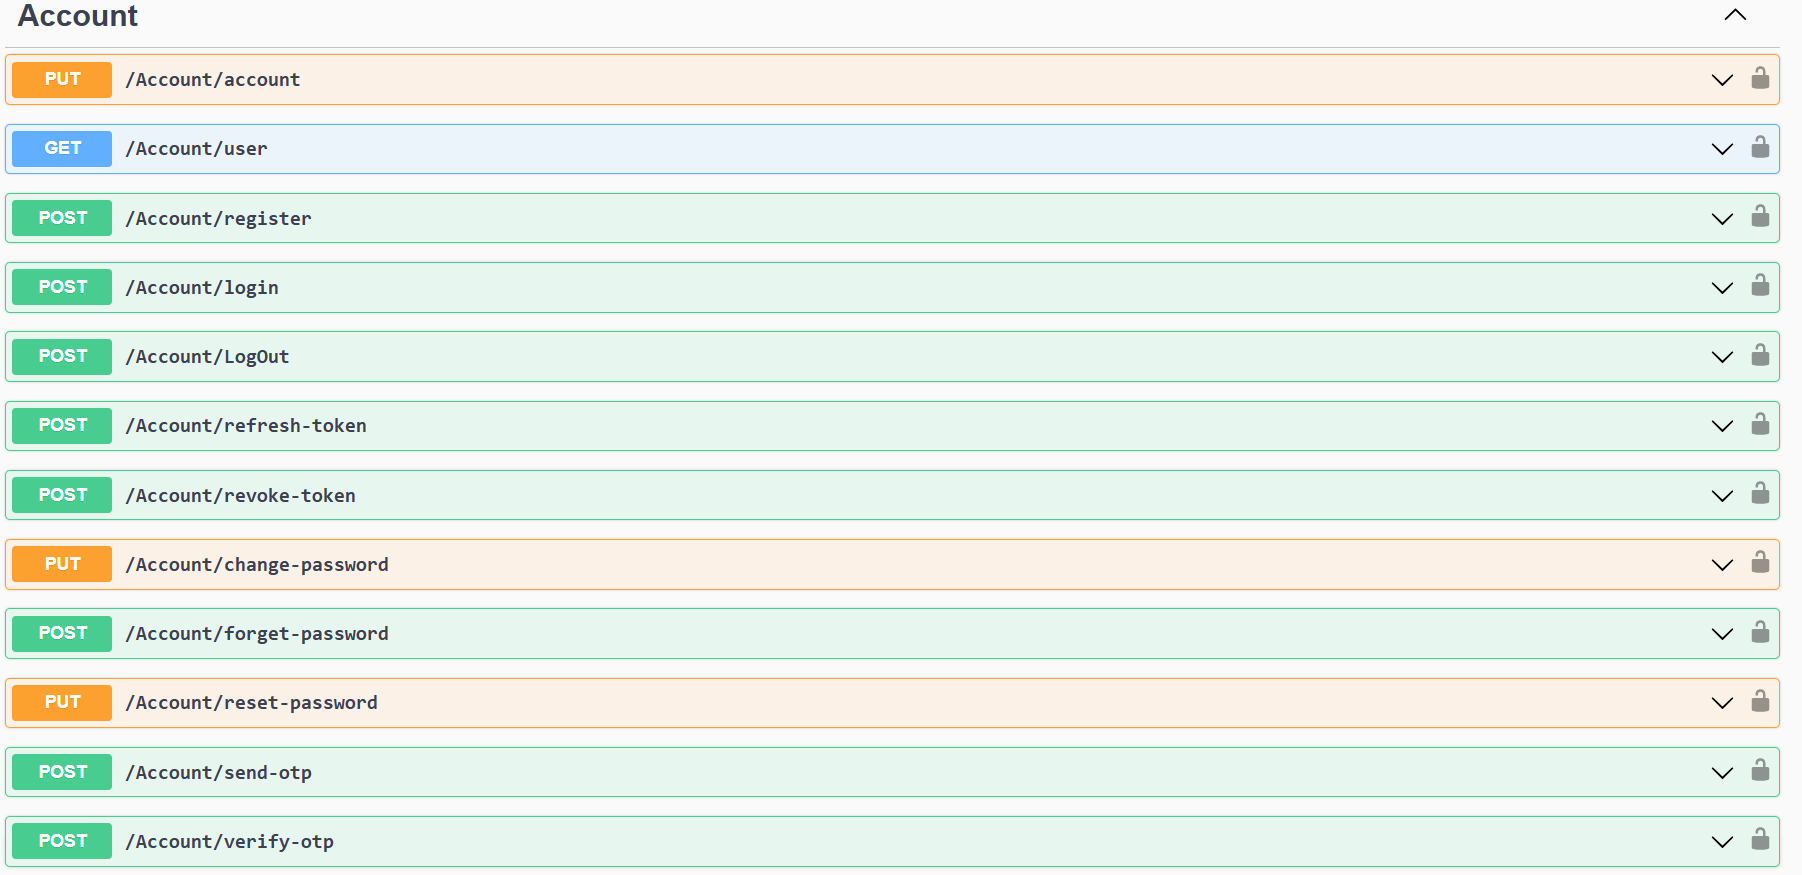 Account
PUT /Account/account
GET /Account/user
POST /Account/register
POST /Account/login
POST /Account/LogOut
POST /Account/refresh-token
POST /Account/revoke-token
PUT /Account/change-password
POST /Account/forget-password
PUT /Account/reset-password
POST /Account/send-otp
POST /Account/verify-otp